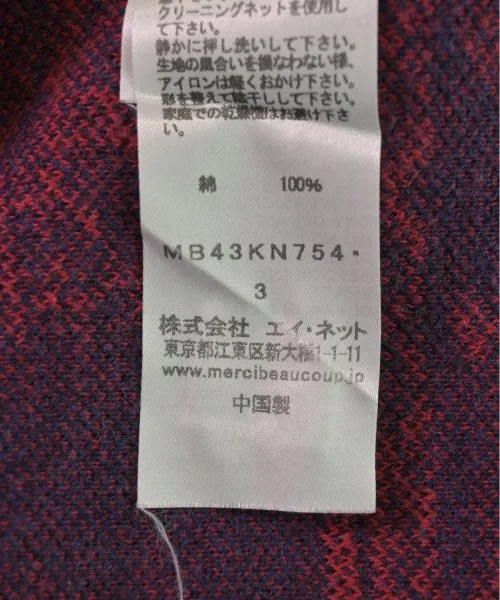 クリーニングネットを使用し
て下さい。
静かに押し洗いして下さい。
生地の風合いを損なわない様、
アイロンは軽くおかけ下さい。
形を整えて陰干しして下さい。
家庭での乾燥機はお避け下さ
い。
綿 100%
MB43KN754-
3
株式会社 エイ・ネット
東京都江東区新大橋1-1-11
www.mercibeaucoup.jp
中国製